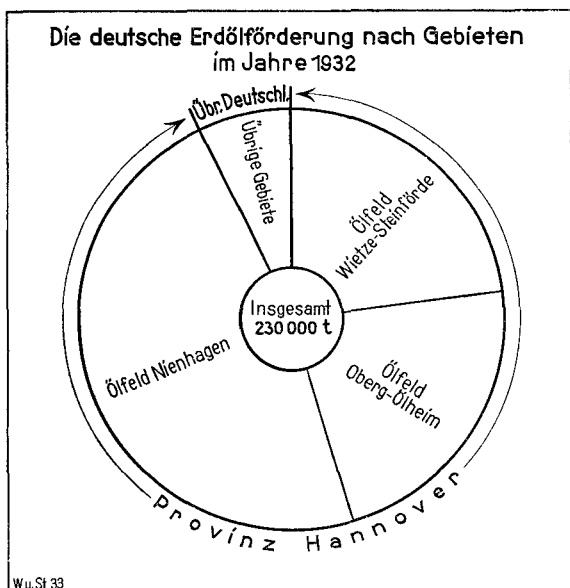 Die deutsche Erdölförderung nach Gebieten
im Jahre 1932
Übr. Deutschl.
Übrige Gebiete
Ölfeld
Wietze-Steinförde
Insgesamt
230 000 t
Ölfeld Nienhagen
Ölfeld
Oberg-Ölheim
Provinz Hannover
W.u.St.33